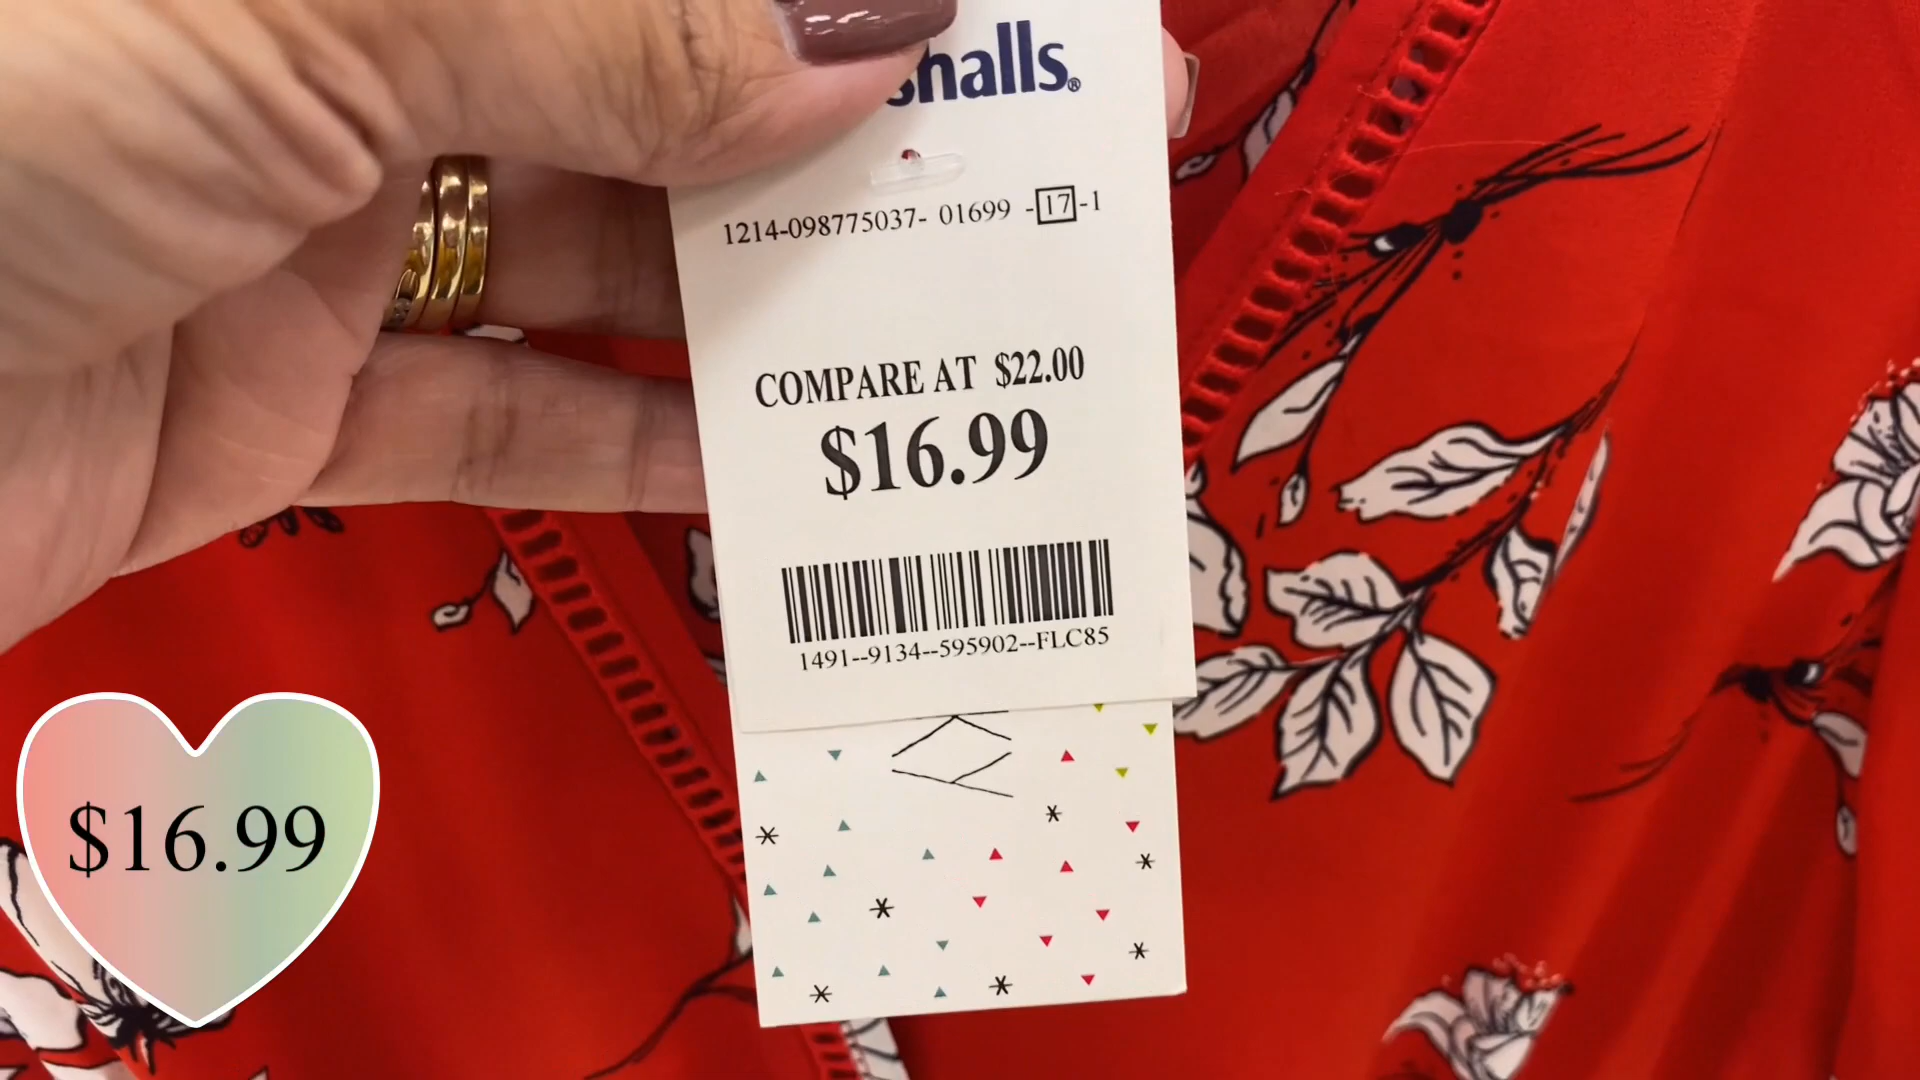 shalls®
1214-098775037- 01699 -17-1
COMPARE AT $22.00
$16.99
1491--9134--595902--FLC85
$16.99